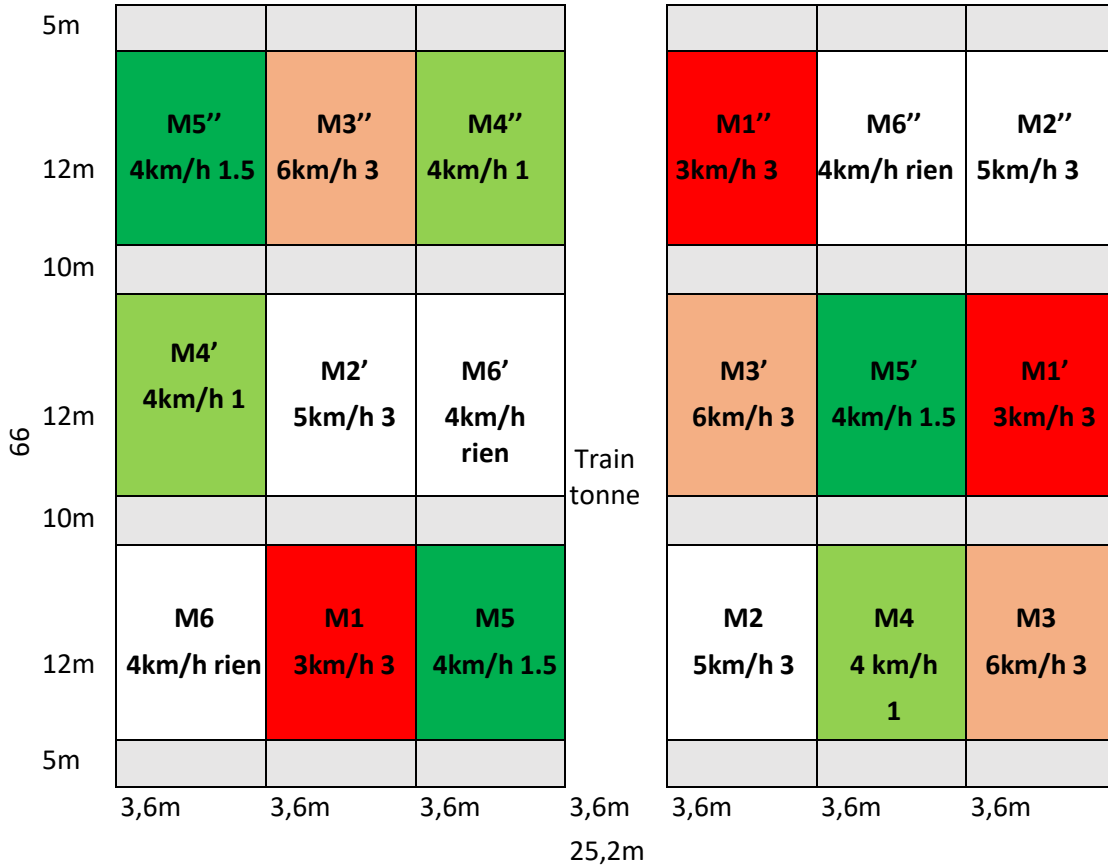 5m
M5’’ M3’’ M4’’ M1’’ M6’’ M2’’
12m 4km/h 1.5 6km/h 3 4km/h 1 3km/h 3 4km/h rien 5km/h 3
10m
M4’ M2’ M6’ M3’ M5’ M1’
66 12m 4km/h 1 5km/h 3 4km/h 6km/h 3 4km/h 1.5 3km/h 3
rien
Train
tonne
10m
M6 M1 M5 M2 M4 M3
12m 4km/h rien 3km/h 3 4km/h 1.5 5km/h 3 4 km/h 6km/h 3
1
5m
3,6m 3,6m 3,6m 3,6m 3,6m 3,6m 3,6m
25,2m